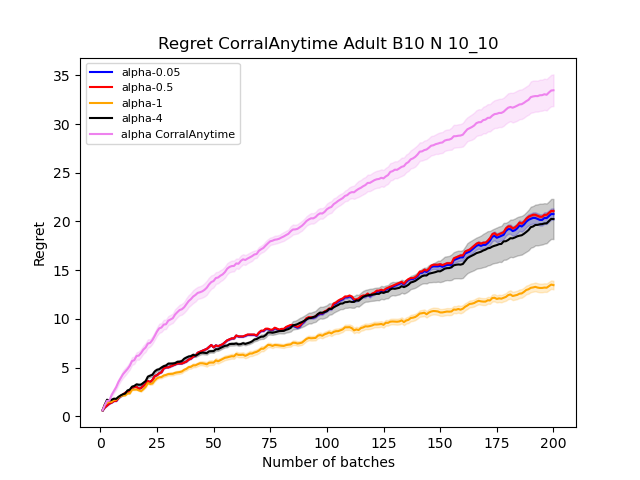 Regret CorralAnytime Adult B10 N 10_10
alpha-0.05
alpha-0.5
alpha-1
alpha-4
alpha CorralAnytime
Regret
35
30
25
20
15
10
5
0
0 25 50 75 100 125 150 175 200
Number of batches